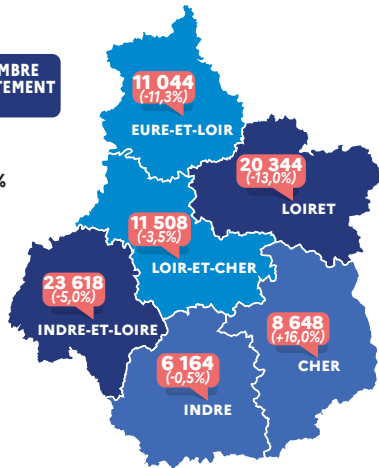 MBRE
TEMENT
%
11 044
(-11,3%)
EURE-ET-LOIR
20 344
(-13,0%)
LOIRET
11 508
(-3,5%)
LOIR-ET-CHER
23 618
(-5,0%)
INDRE-ET-LOIRE
8 648
(+16,0%)
CHER
6 164
(-0,5%)
INDRE